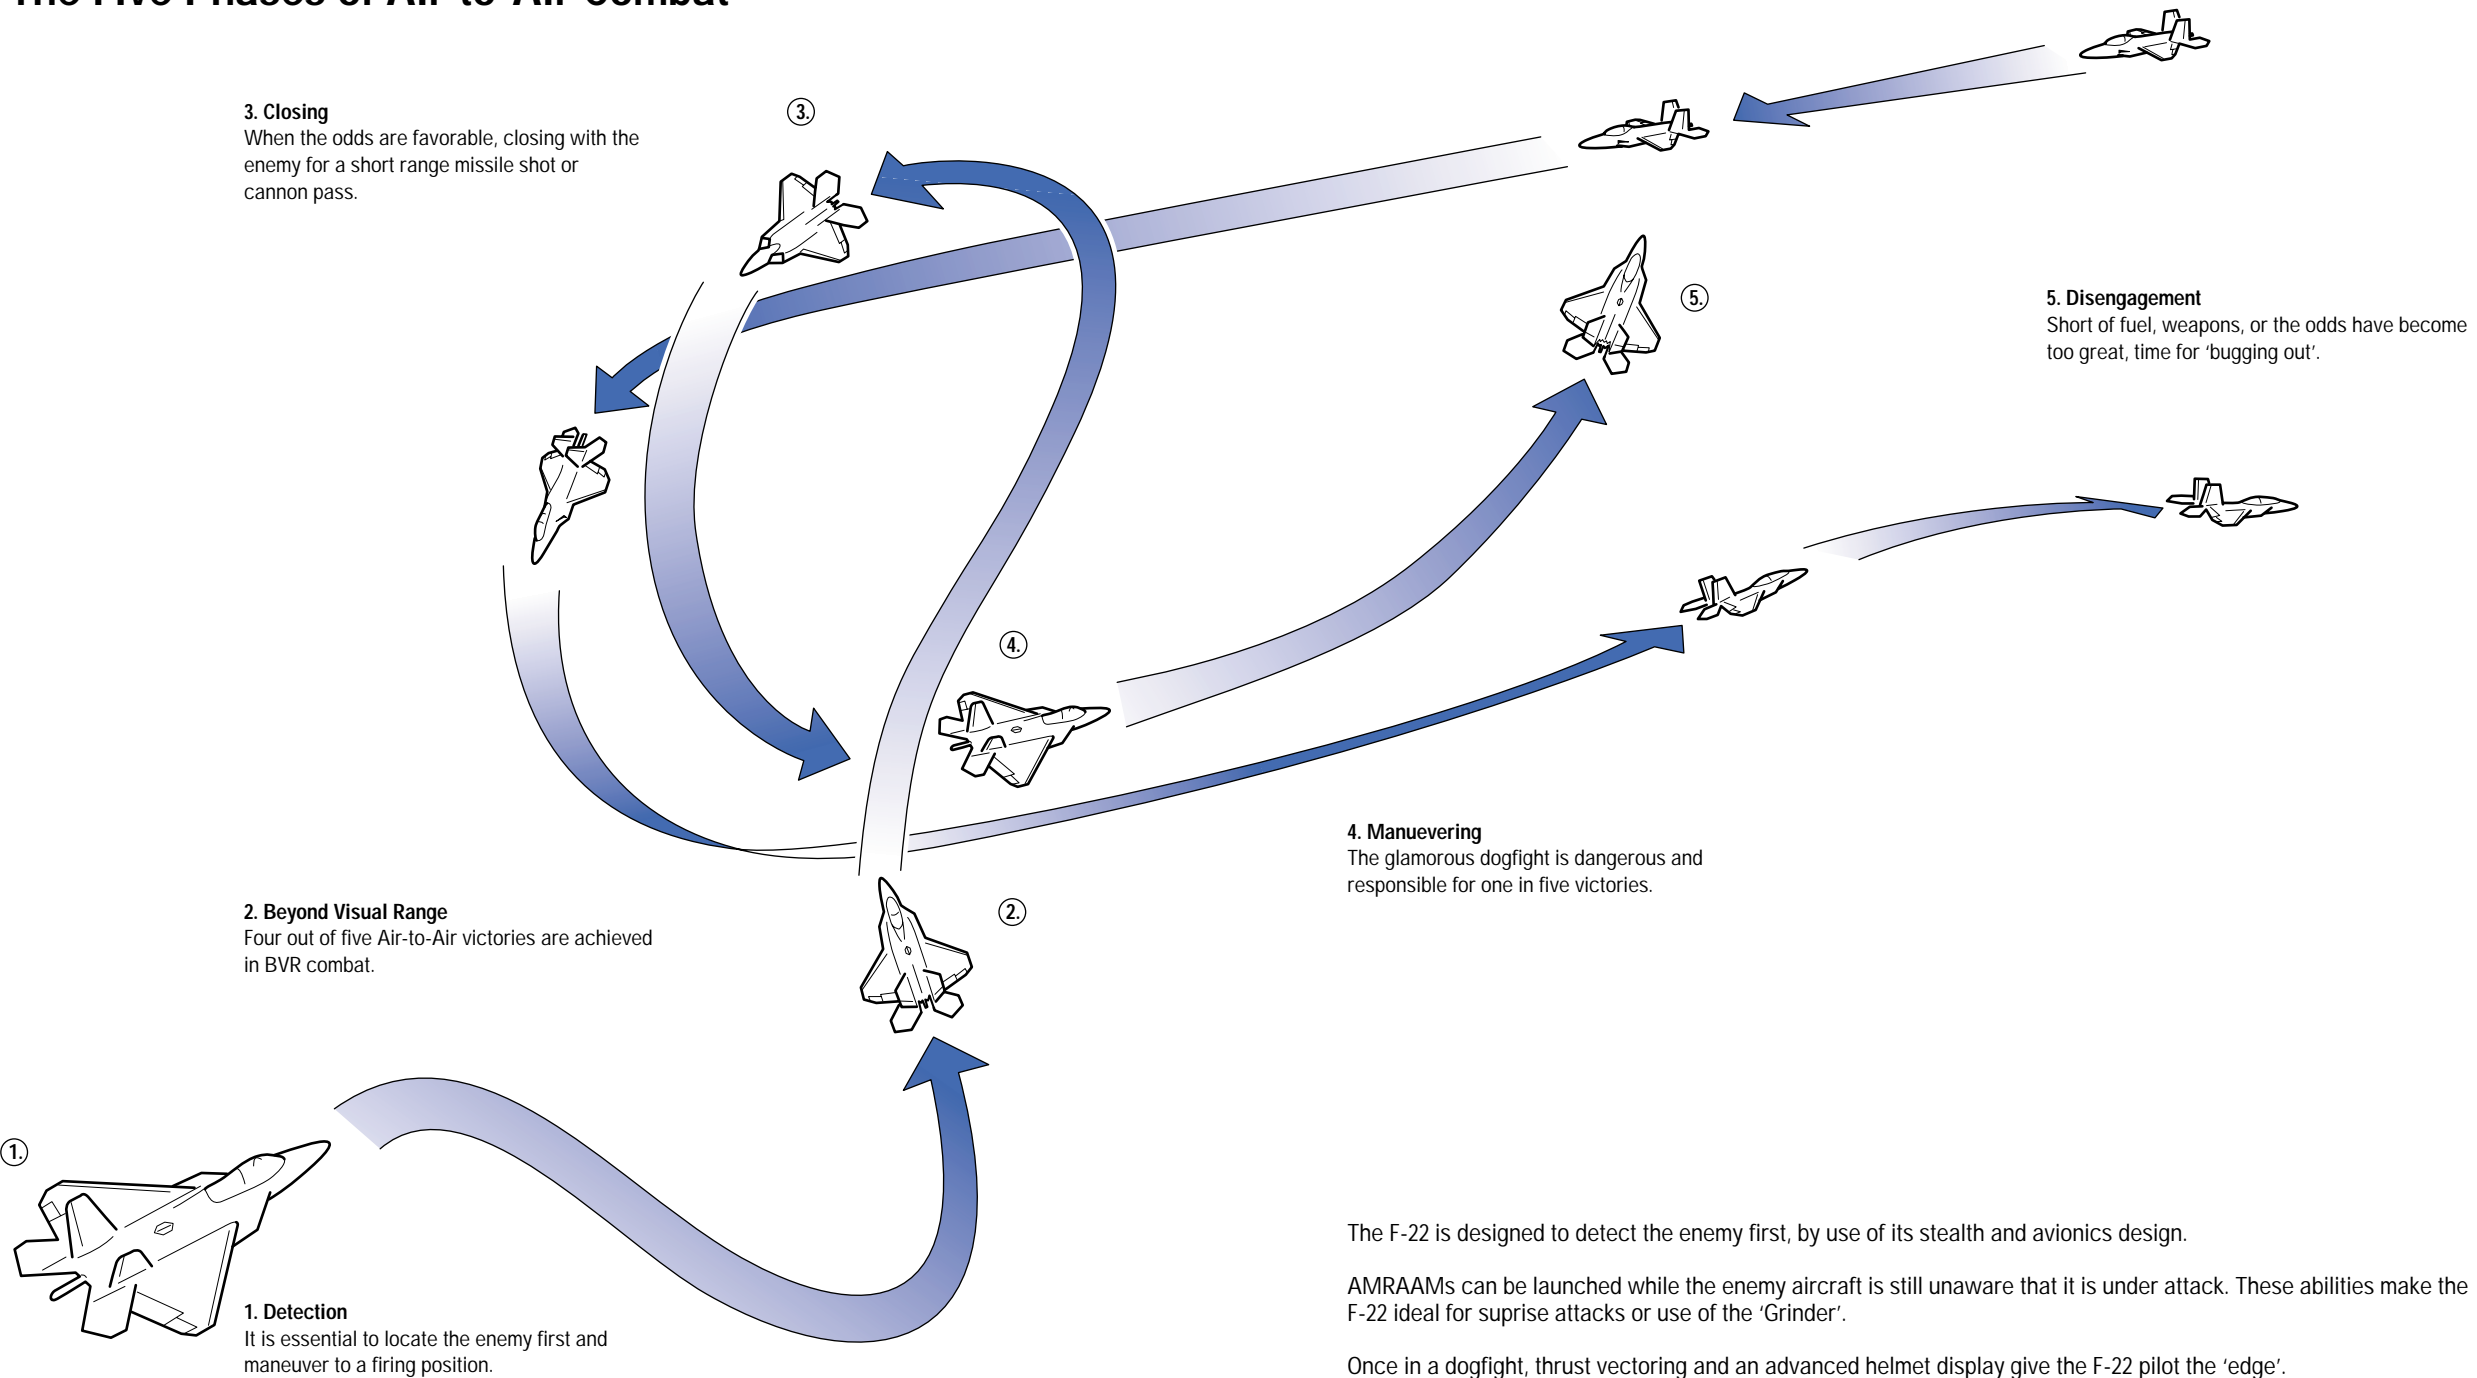 The Five Phases of Air-to-Air Combat
3. Closing
When the odds are favorable, closing with the
enemy for a short range missile shot or
cannon pass.
3.
5.
5. Disengagement
Short of fuel, weapons, or the odds have become
too great, time for ‘bugging out’.
4.
4. Manuevering
The glamorous dogfight is dangerous and
responsible for one in five victories.
2. Beyond Visual Range
Four out of five Air-to-Air victories are achieved
in BVR combat.
2.
1.
1. Detection
It is essential to locate the enemy first and
maneuver to a firing position.
The F-22 is designed to detect the enemy first, by use of its stealth and avionics design.
AMRAAMs can be launched while the enemy aircraft is still unaware that it is under attack. These abilities make the
F-22 ideal for suprise attacks or use of the ‘Grinder’.
Once in a dogfight, thrust vectoring and an advanced helmet display give the F-22 pilot the ‘edge’.